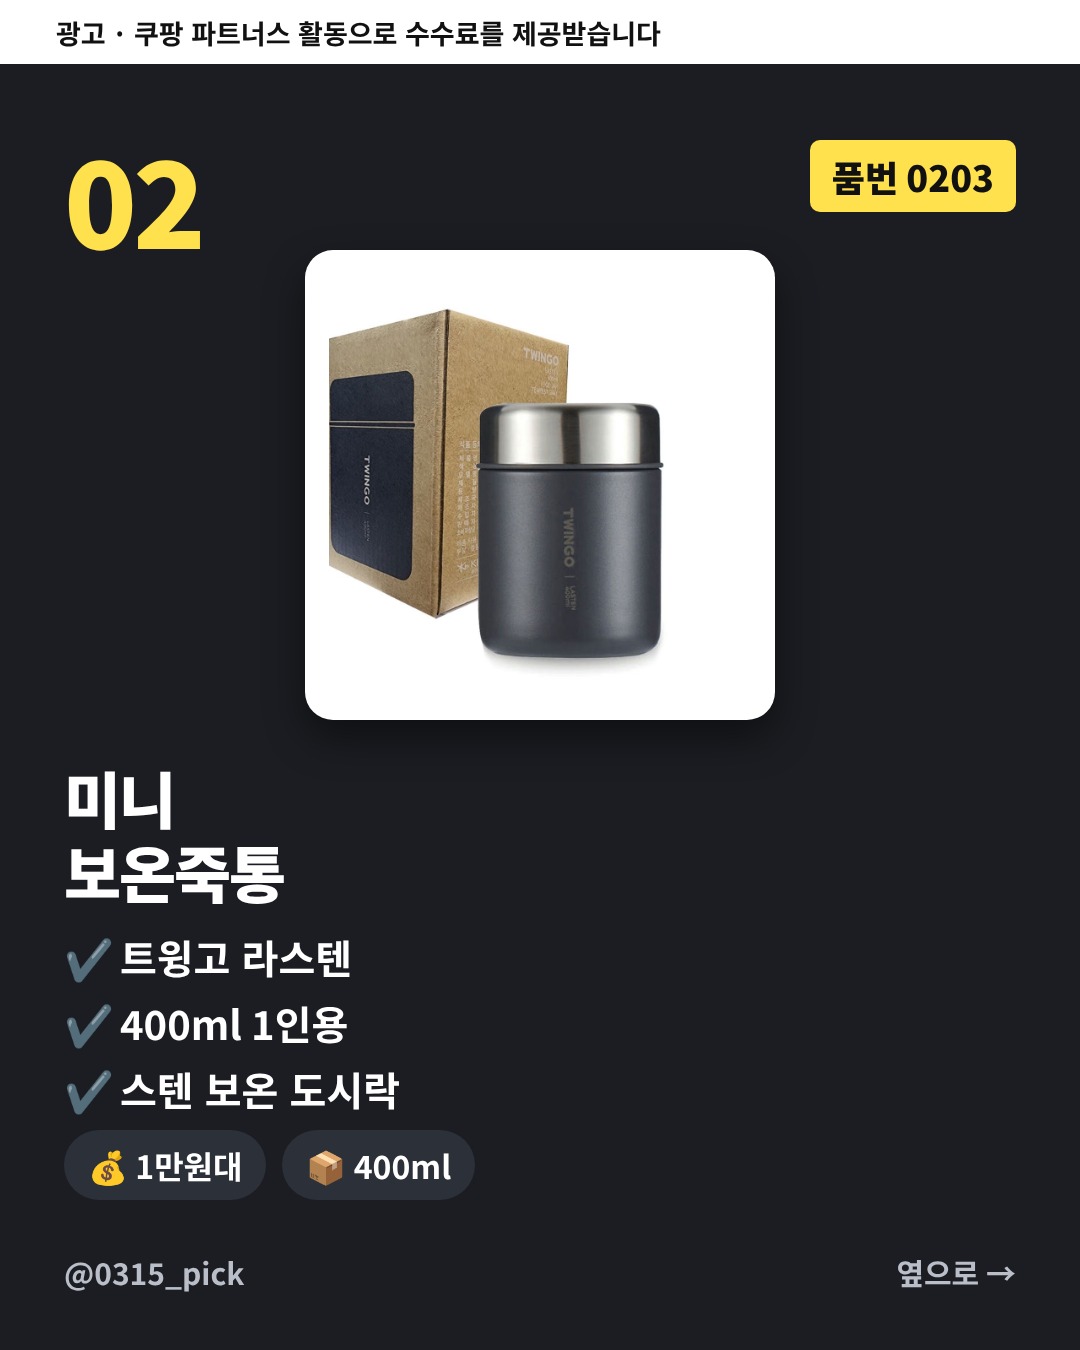 광고 · 쿠팡 파트너스 활동으로 수수료를 제공받습니다
02
품번 0203
TWINGO
TWINGO
TWINGO
미니
보온죽통
✔ 트윙고 라스텐
✔ 400ml 1인용
✔ 스텐 보온 도시락
💰 1만원대
📦 400ml
@0315_pick
옆으로 →